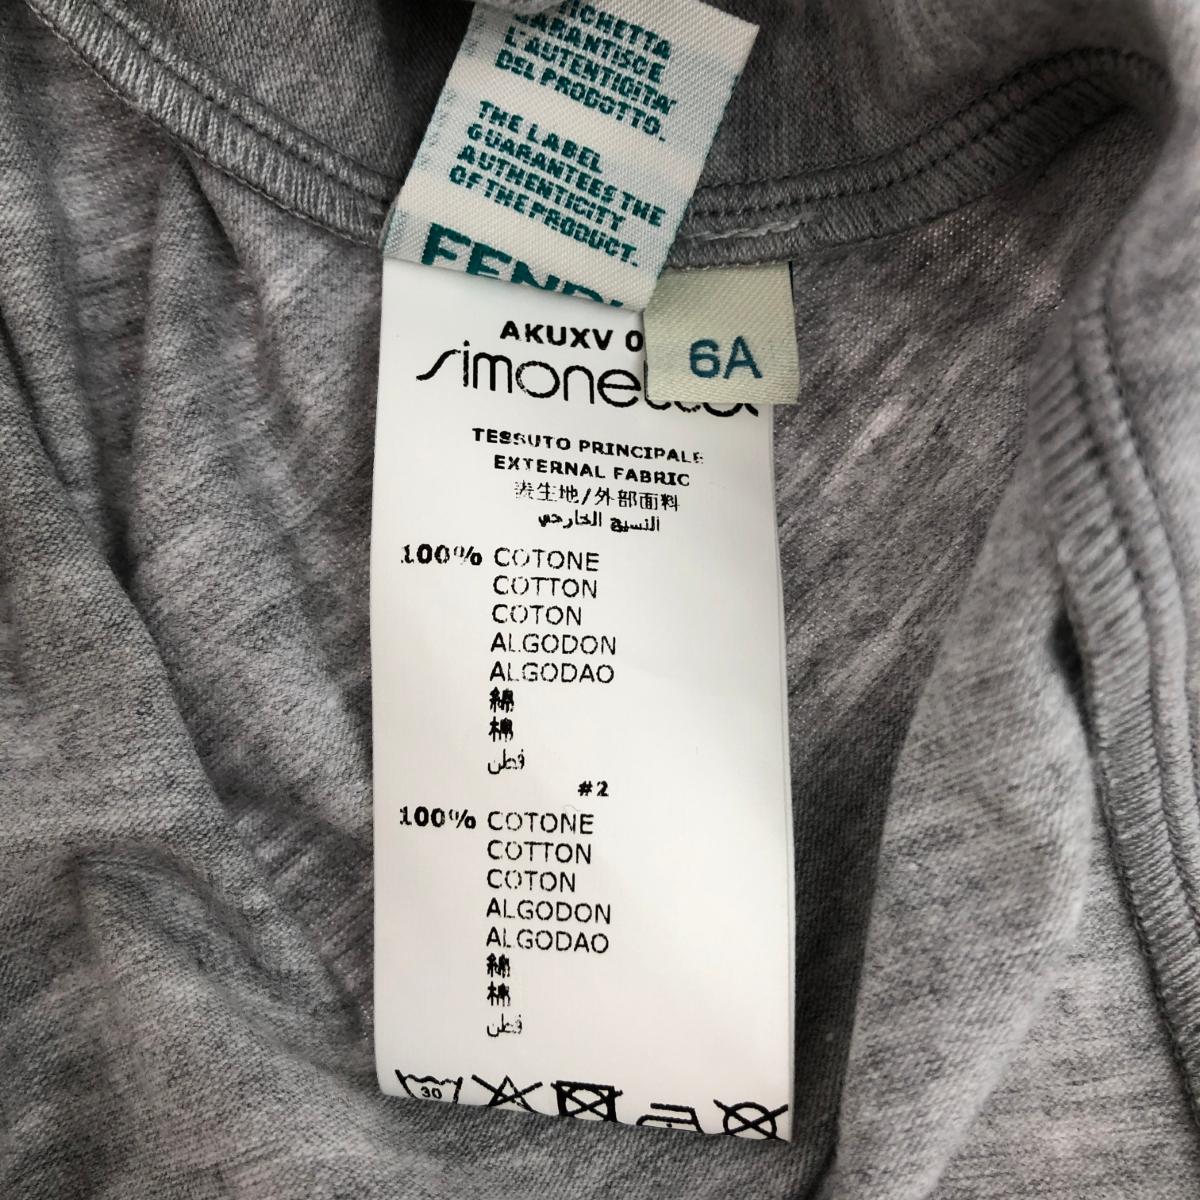 GARANTISCE
L'AUTENTICITA'
DEL PRODOTTO.
THE LABEL
GUARANTEES THE
AUTHENTICITY
OF THE PRODUCT.
FENDI
6A
AKUXV 0
simonetta
TESSUTO PRINCIPALE
EXTERNAL FABRIC
表生地/外部面料
النسيج الخارجي
100% COTONE
COTTON
COTON
ALGODON
ALGODAO
綿
棉
قطن
#2
100% COTONE
COTTON
COTON
ALGODON
ALGODAO
綿
棉
قطن
30